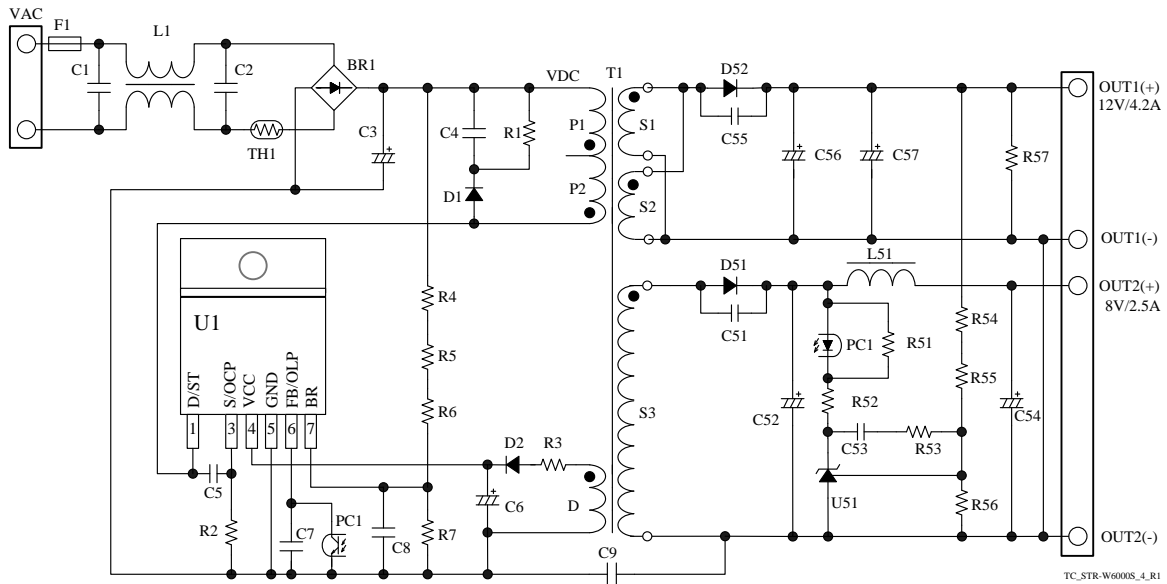 VAC
F1
L1
C1
C2
TH1
BR1
C3
C4
R1
D1
VDC
T1
P1
P2
S1
S2
D52
C55
C56
C57
R57
OUT1(+)
12V/4.2A
OUT1(-)
U1
D/ST
S/OCP
VCC
GND
FB/OLP
BR
1
3
4
5
6
7
R4
R5
R6
C5
R2
C7
PC1
C8
R7
D2
R3
C6
D
S3
C9
D51
C51
C52
PC1
R51
R52
C53
R53
U51
L51
R54
R55
R56
C54
OUT2(+)
8V/2.5A
OUT2(-)
TC_STR-W6000S_4_R1